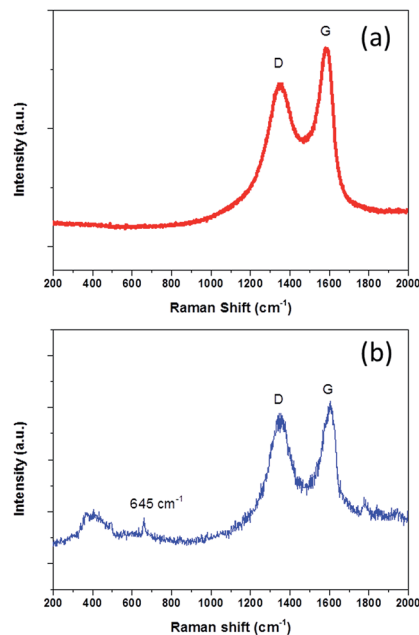 (a)
D
G
Intensity (a.u.)
200 400 600 800 1000 1200 1400 1600 1800 2000
Raman Shift (cm⁻¹)
(b)
D
G
645 cm⁻¹
Intensity (a.u.)
200 400 600 800 1000 1200 1400 1600 1800 2000
Raman shift (cm⁻¹)